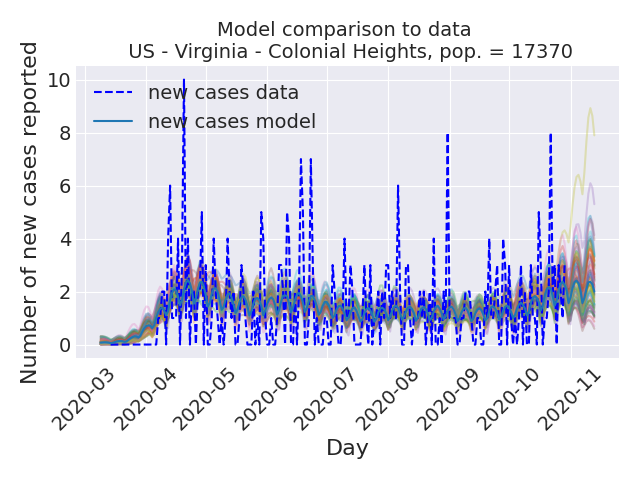 Model comparison to data
US - Virginia - Colonial Heights, pop. = 17370
Number of new cases reported
10
8
6
4
2
0
new cases data
new cases model
2020-03
2020-04
2020-05
2020-06
2020-07
2020-08
2020-09
2020-10
2020-11
Day